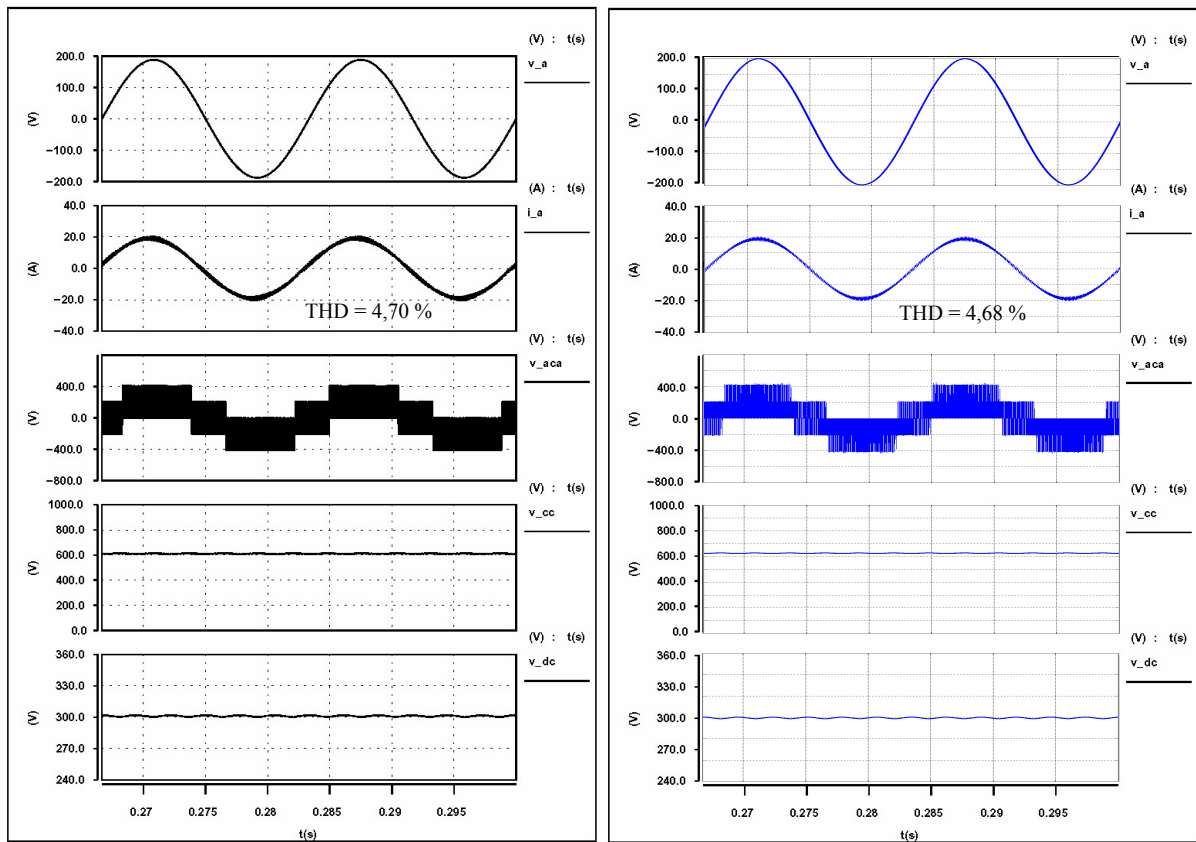 (V) : t(s)
v_a
200.0
100.0
0.0
−100.0
−200.0
(V)
(A) : t(s)
i_a
40.0
20.0
0.0
−20.0
−40.0
(A)
THD = 4,70 %
(V) : t(s)
v_aca
400.0
0.0
−400.0
−800.0
(V)
(V) : t(s)
v_cc
1000.0
800.0
600.0
400.0
200.0
0.0
(V)
(V) : t(s)
v_dc
360.0
330.0
300.0
270.0
240.0
(V)
0.27 0.275 0.28 0.285 0.29 0.295
t(s)
(V) : t(s)
v_a
200.0
100.0
0.0
−100.0
−200.0
(V)
(A) : t(s)
i_a
40.0
20.0
0.0
−20.0
−40.0
(A)
THD = 4,68 %
(V) : t(s)
v_aca
400.0
0.0
−400.0
−800.0
(V)
(V) : t(s)
v_cc
1000.0
800.0
600.0
400.0
200.0
0.0
(V)
(V) : t(s)
v_dc
360.0
330.0
300.0
270.0
240.0
(V)
0.27 0.275 0.28 0.285 0.29 0.295
t(s)